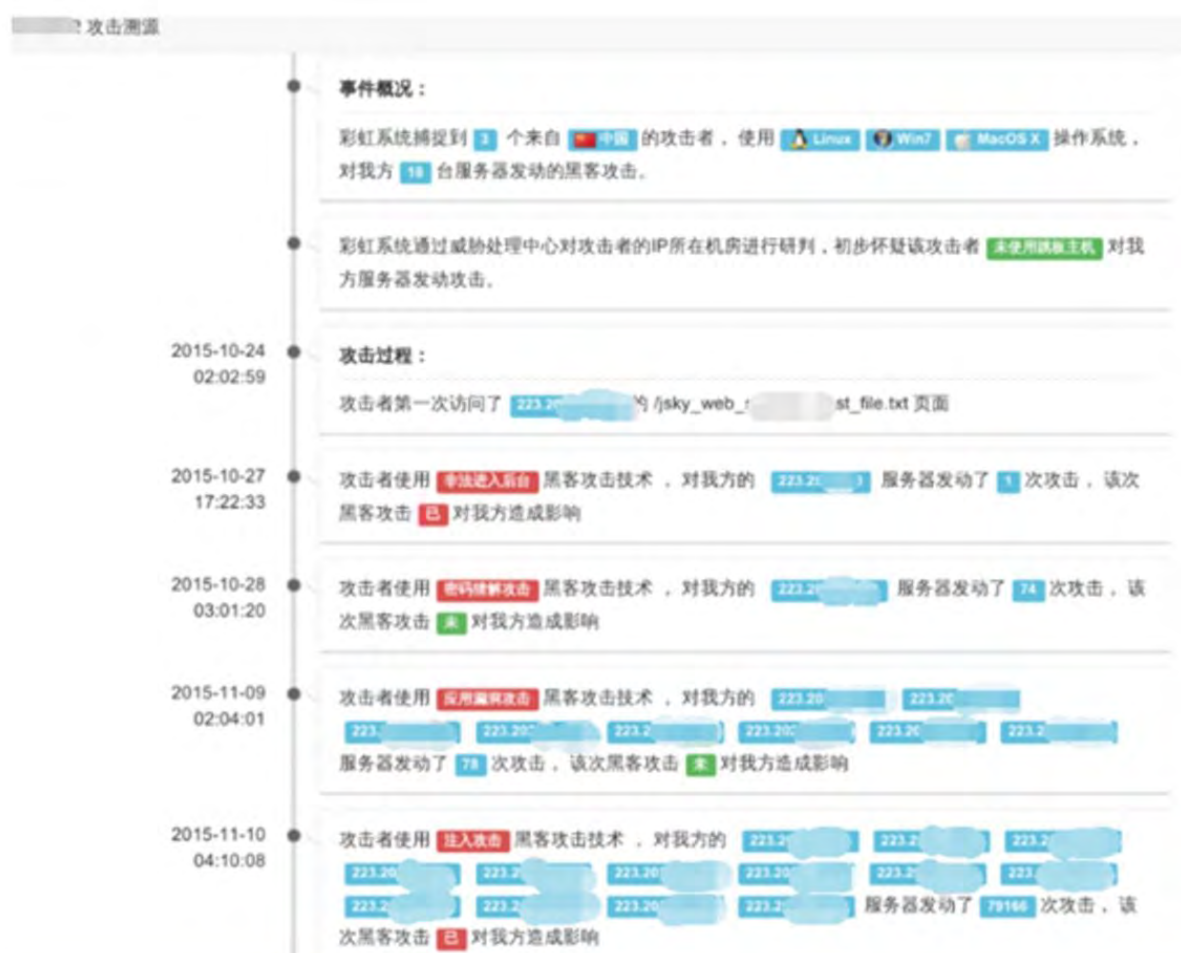 攻击溯源
事件概况：
彩虹系统捕捉到 3 个来自 中国 的攻击者，使用 Linux Win7 MacOS X 操作系统，
对我方 18 台服务器发动的黑客攻击。
彩虹系统通过威胁处理中心对攻击者的IP所在机房进行研判，初步怀疑该攻击者 未使用跳板主机 对我
方服务器发动攻击。
2015-10-24
02:02:59
攻击过程：
攻击者第一次访问了 223.20 的 /jsky_web_ st_file.txt 页面
2015-10-27
17:22:33
攻击者使用 非法进入后台 黑客攻击技术，对我方的 223.20 服务器发动了 1 次攻击，该次
黑客攻击 已 对我方造成影响
2015-10-28
03:01:20
攻击者使用 密码猜解攻击 黑客攻击技术，对我方的 223.20 服务器发动了 74 次攻击，该
次黑客攻击 未 对我方造成影响
2015-11-09
02:04:01
攻击者使用 应用漏洞攻击 黑客攻击技术，对我方的 223.20 223.20
223. 223.202 223.2 223.202 223.20 223.2
服务器发动了 78 次攻击，该次黑客攻击 未 对我方造成影响
2015-11-10
04:10:08
攻击者使用 注入攻击 黑客攻击技术，对我方的 223.2 223.2 223.2
223.20 223.2 223.20 223.20 223.2 223.
223.2 223.2 223.20 223.2 服务器发动了 79166 次攻击，该
次黑客攻击 已 对我方造成影响